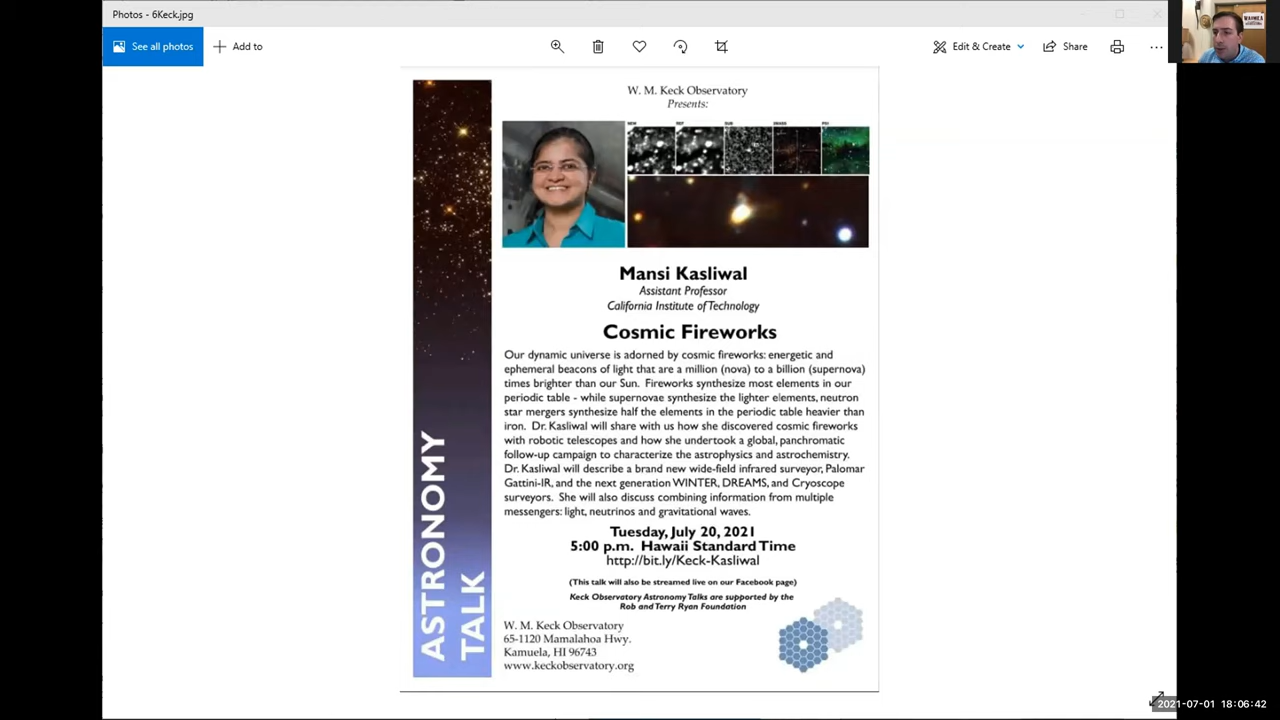 Photos - 6Keck.jpg
See all photos
Add to
Edit & Create
Share
W. M. Keck Observatory
Presents:
NEW REF SUB
Mansi Kasliwal
Assistant Professor
California Institute of Technology
Cosmic Fireworks
Our dynamic universe is adorned by cosmic fireworks: energetic and
ephemeral beacons of light that are a million (nova) to a billion (supernova)
times brighter than our Sun. Fireworks synthesize most elements in our
periodic table - while supernovae synthesize the lighter elements, neutron
star mergers synthesize half the elements in the periodic table heavier than
iron. Dr. Kasliwal will share with us how she discovered cosmic fireworks
with robotic telescopes and how she undertook a global, panchromatic
follow-up campaign to characterize the astrophysics and astrochemistry.
Dr. Kasliwal will describe a brand new wide-field infrared surveyor, Palomar
Gattini-IR, and the next generation WINTER, DREAMS, and Cryoscope
surveyors. She will also discuss combining information from multiple
messengers: light, neutrinos and gravitational waves.
Tuesday, July 20, 2021
5:00 p.m. Hawaii Standard Time
http://bit.ly/Keck-Kasliwal
(This talk will also be streamed live on our Facebook page)
Keck Observatory Astronomy Talks are supported by the
Rob and Terry Ryan Foundation
W. M. Keck Observatory
65-1120 Mamalahoa Hwy.
Kamuela, HI 96743
www.keckobservatory.org
ASTRONOMY
TALK
WAIMEA
2021-07-01 18:06:42